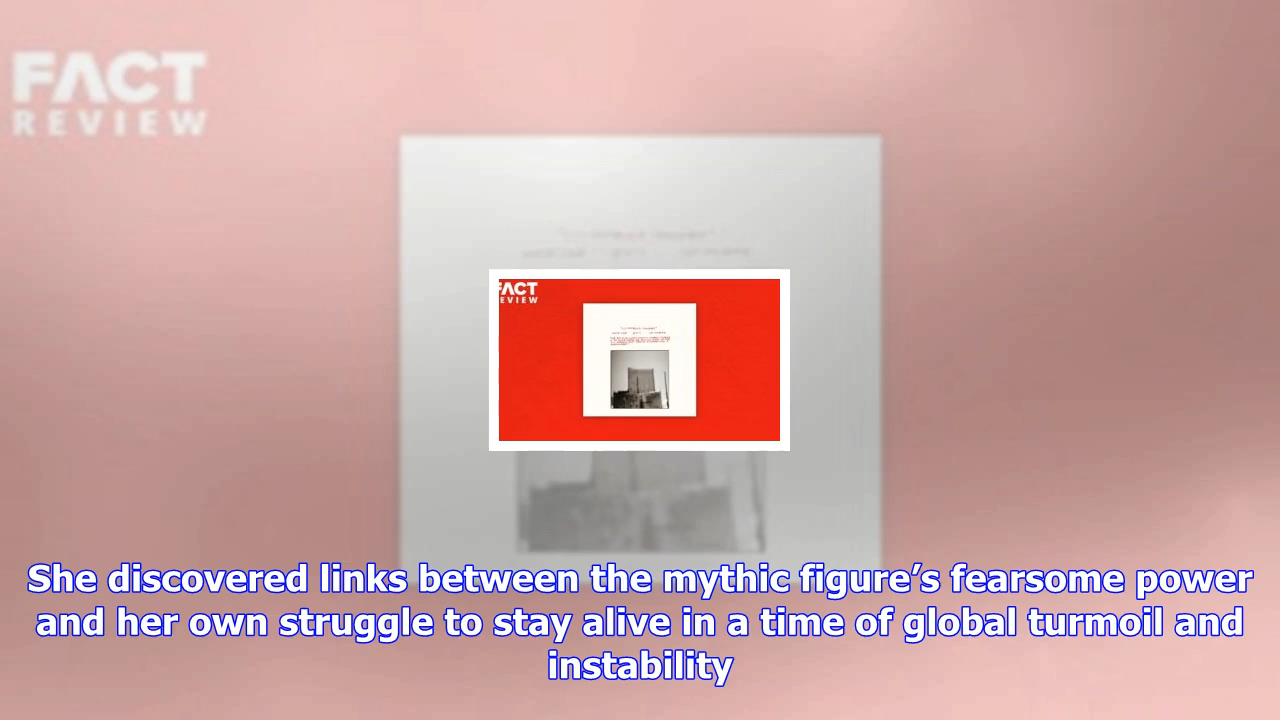 FACT
REVIEW
FACT
EVIEW
She discovered links between the mythic figure’s fearsome power
and her own struggle to stay alive in a time of global turmoil and
instability